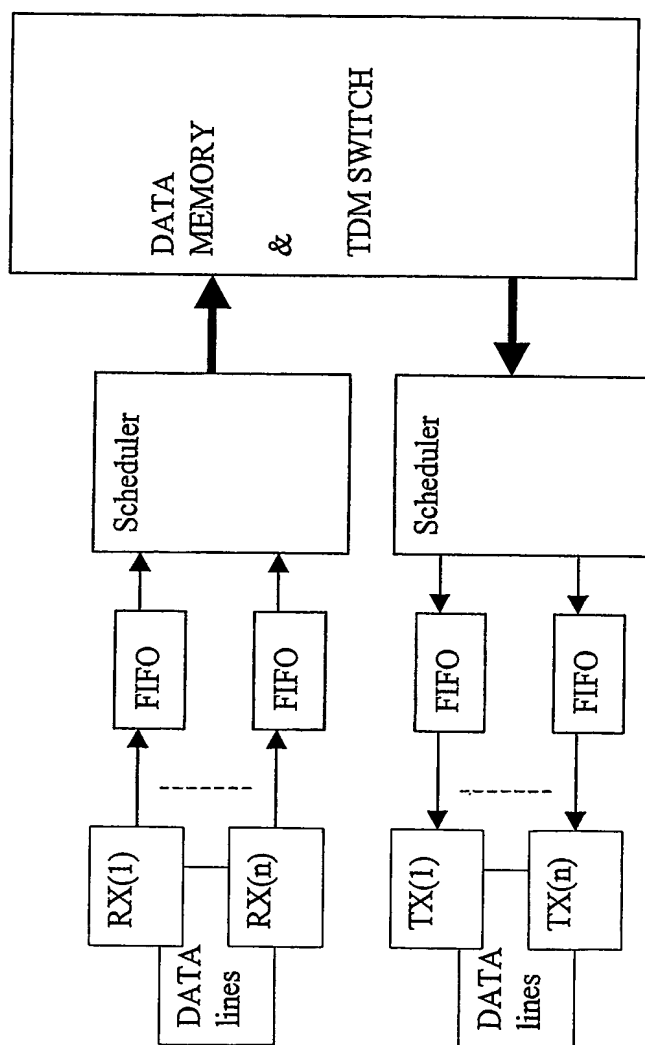 DATA
lines
RX(1)
RX(n)
FIFO
FIFO
Scheduler
DATA
MEMORY
&
TDM SWITCH
DATA
lines
TX(1)
TX(n)
FIFO
FIFO
Scheduler